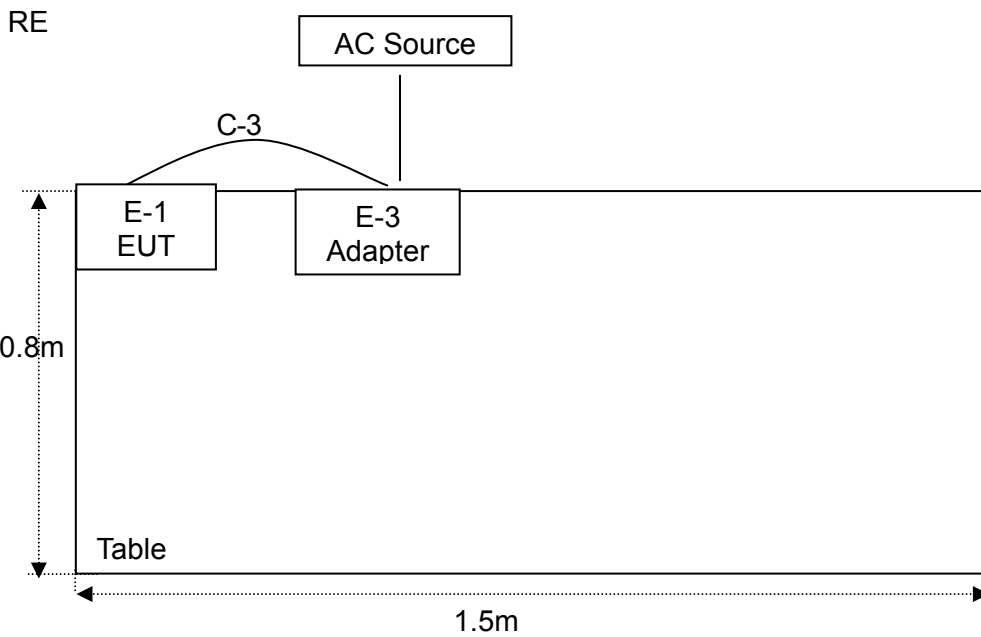 RE
AC Source
C-3
E-1
EUT
E-3
Adapter
0.8m
Table
1.5m